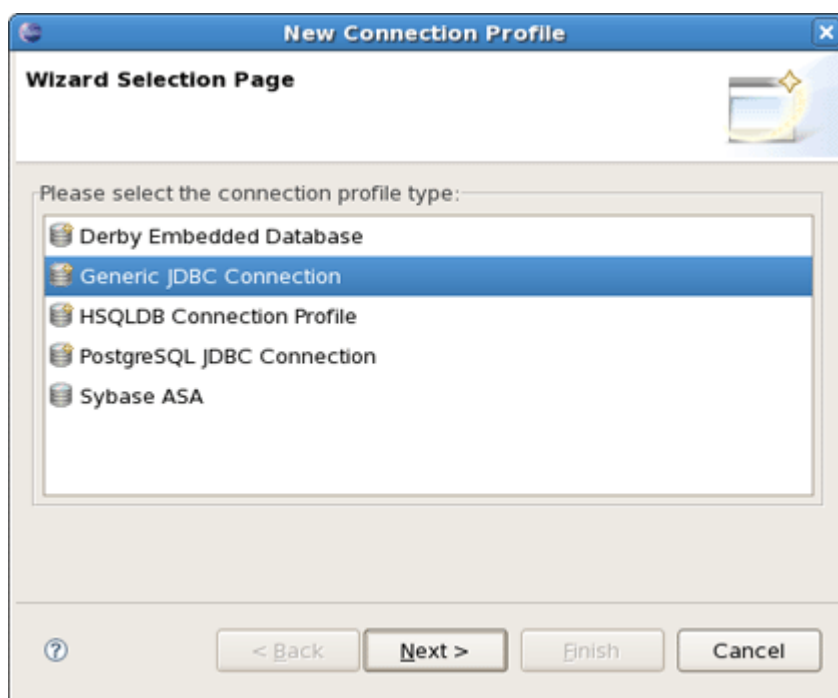 New Connection Profile
Wizard Selection Page
Please select the connection profile type:
Derby Embedded Database
Generic JDBC Connection
HSQLDB Connection Profile
PostgreSQL JDBC Connection
Sybase ASA
? < Back Next > Finish Cancel